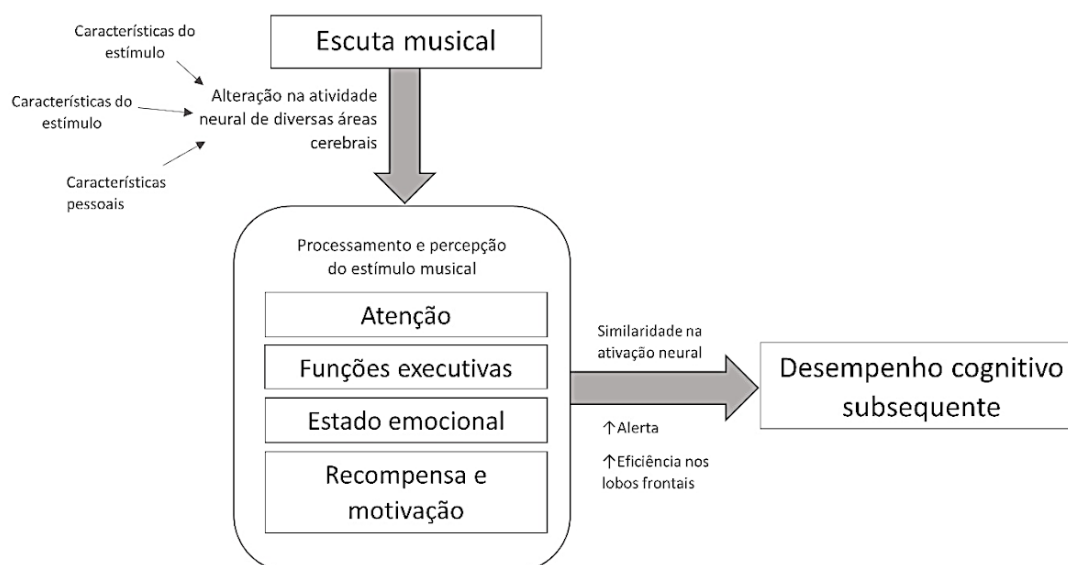 Características do
estímulo
Escuta musical
Características do
estímulo
Alteração na atividade
neural de diversas áreas
cerebrais
Características
pessoais
Processamento e percepção
do estímulo musical
Atenção
Funções executivas
Estado emocional
Recompensa e
motivação
Similaridade na
ativação neural
↑Alerta
↑Eficiência nos
lobos frontais
Desempenho cognitivo
subsequente